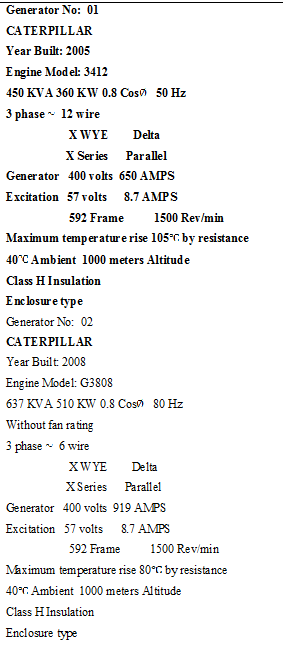 Generator No: 01
CATERPILLAR
Year Built: 2005
Engine Model: 3412
450 KVA 360 KW 0.8 CosØ 50 Hz
3 phase ~ 12 wire
X WYE Delta
X Series Parallel
Generator 400 volts 650 AMPS
Excitation 57 volts 8.7 AMPS
592 Frame 1500 Rev/min
Maximum temperature rise 105°C by resistance
40°C Ambient 1000 meters Altitude
Class H Insulation
Enclosure type
Generator No: 02
CATERPILLAR
Year Built: 2008
Engine Model: G3808
637 KVA 510 KW 0.8 CosØ 80 Hz
Without fan rating
3 phase ~ 6 wire
X WYE Delta
X Series Parallel
Generator 400 volts 919 AMPS
Excitation 57 volts 8.7 AMPS
592 Frame 1500 Rev/min
Maximum temperature rise 80°C by resistance
40°C Ambient 1000 meters Altitude
Class H Insulation
Enclosure type